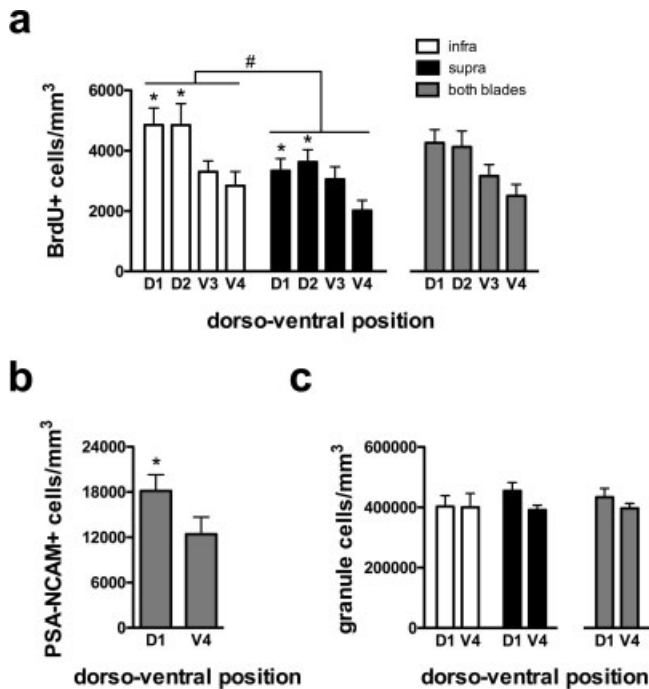 a
infra
supra
both blades
#
* *
* *
BrdU+ cells/mm³
6000
4000
2000
0
D1 D2 V3 V4 D1 D2 V3 V4 D1 D2 V3 V4
dorso-ventral position
b
PSA-NCAM+ cells/mm³
24000
18000
12000
6000
0
*
D1 V4
dorso-ventral position
c
granule cells/mm³
600000
400000
200000
0
D1 V4 D1 V4 D1 V4
dorso-ventral position